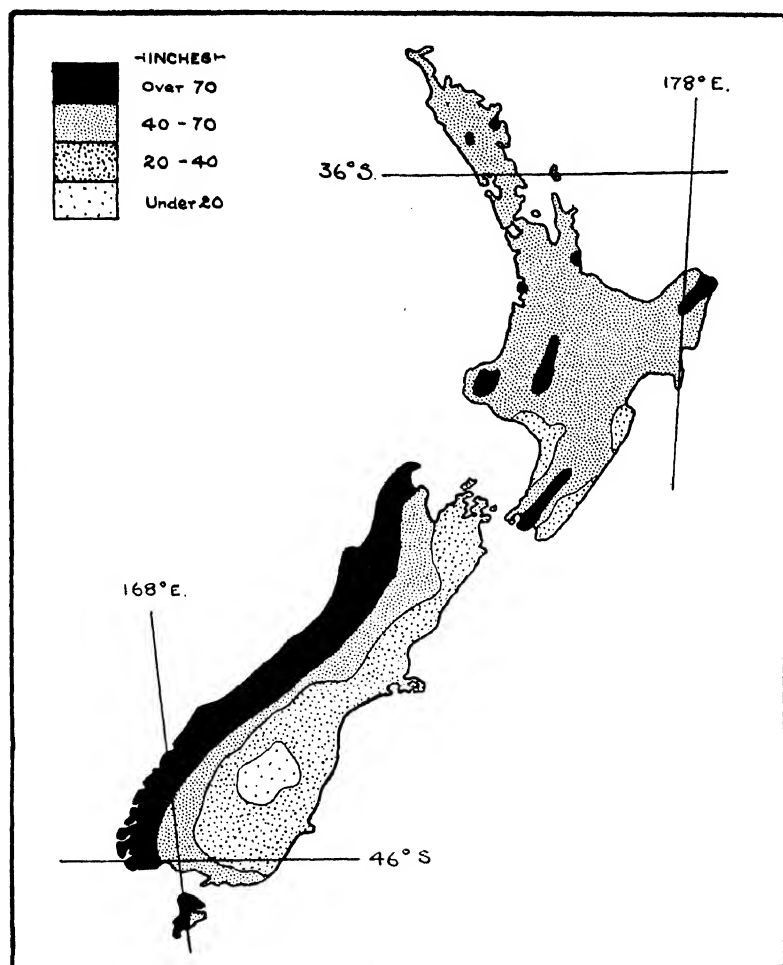 INCHES
Over 70
40 - 70
20 - 40
Under 20
178° E.
36° S.
168° E.
46° S